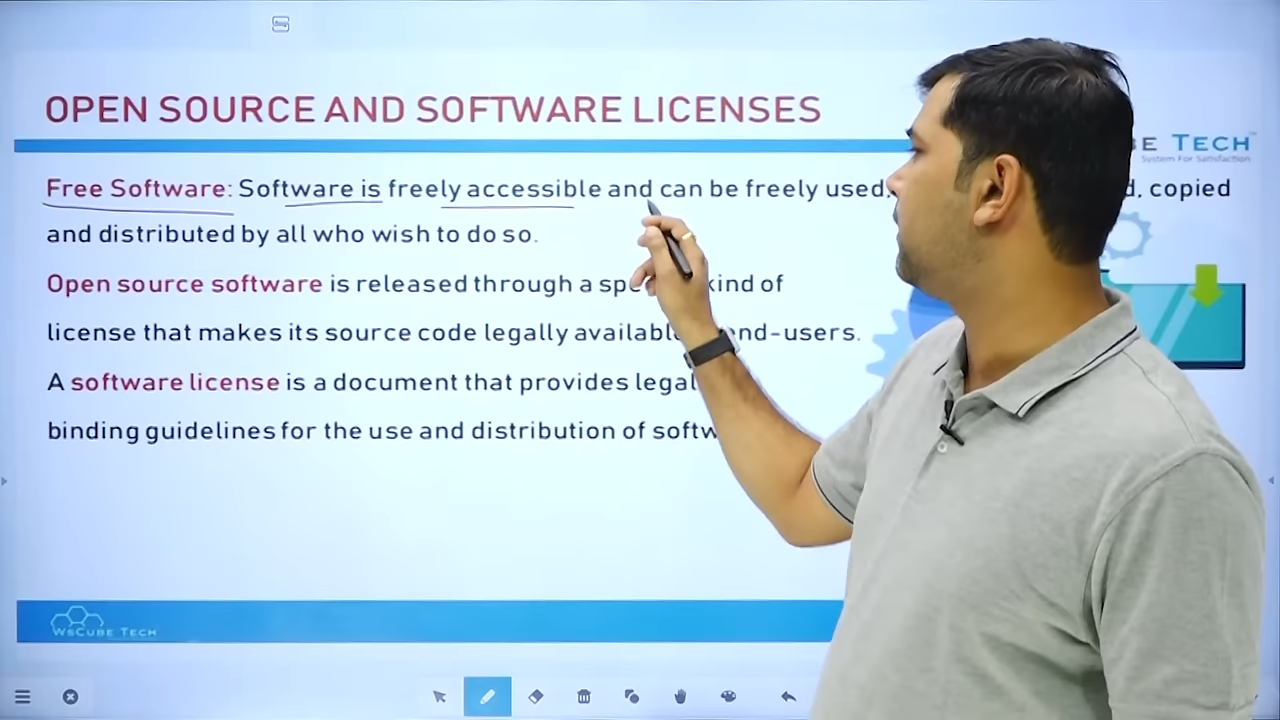 OPEN SOURCE AND SOFTWARE LICENSES
E TECH
System For Satisfaction
Free Software: Software is freely accessible and can be freely used, d, copied
and distributed by all who wish to do so.
Open source software is released through a kind of
license that makes its source code legally end-users.
A software license is a document that provides legal
binding guidelines for the use and distribution of
WSCUBE TECH